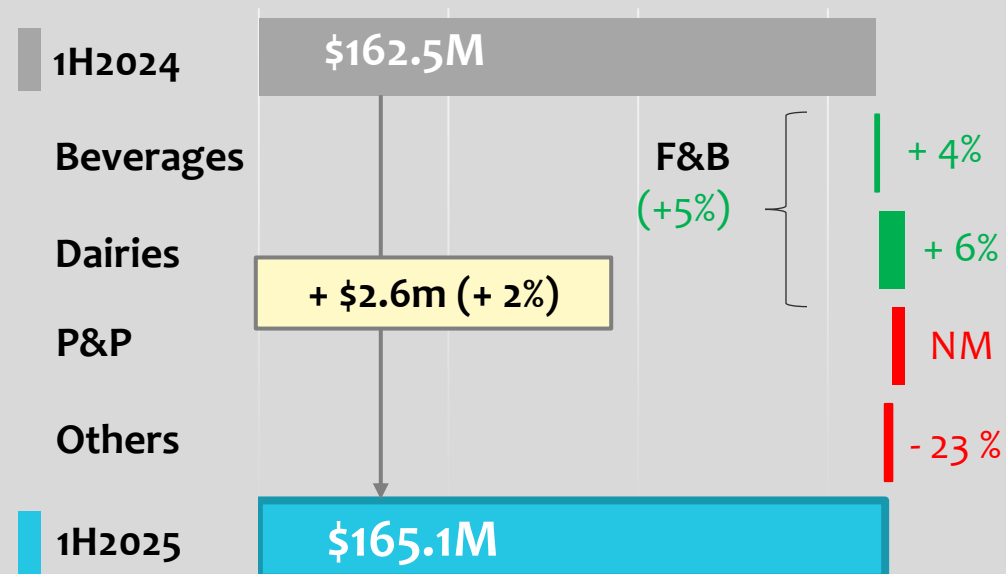 1H2024
$162.5M
Beverages
F&B
(+5%)
+ 4%
Dairies
+ 6%
+ $2.6m (+ 2%)
P&P
NM
Others
- 23 %
1H2025
$165.1M